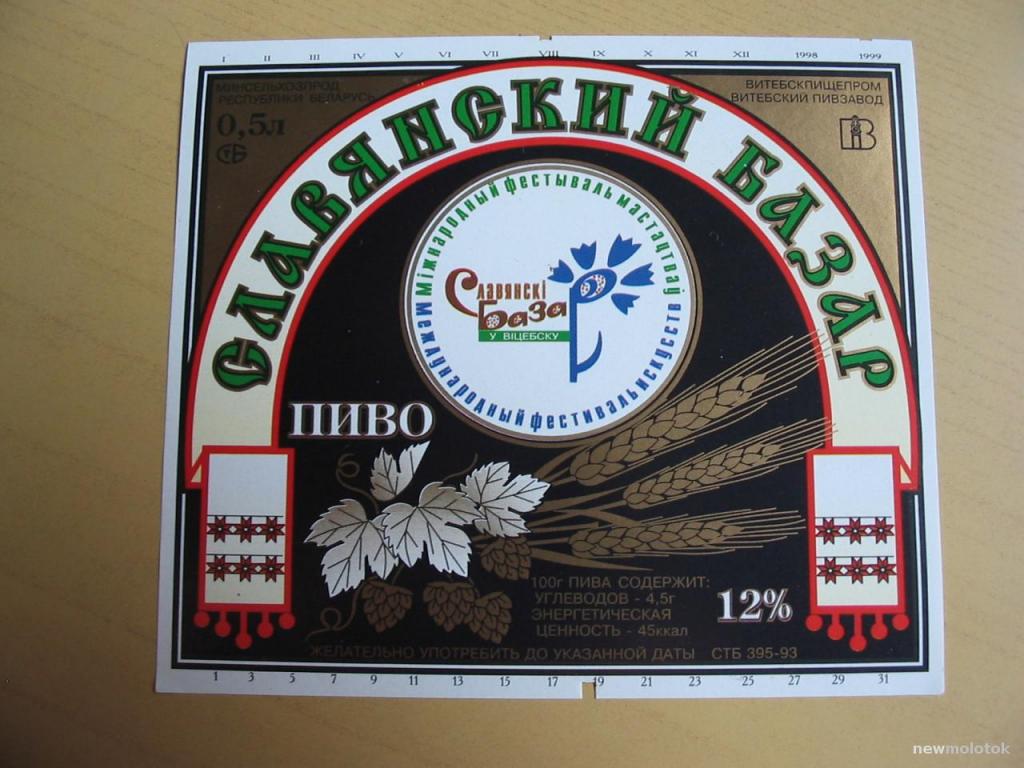 I II III IV V VI VII VIII IX X XI XII 1998 1999
МИНСЕЛЬХОЗПРОД
РЕСПУБЛИКИ БЕЛАРУСЬ
0,5л
СТБ
ВИТЕБСКПИЩЕПРОМ
ВИТЕБСКИЙ ПИВЗАВОД
В
СЛАВЯНСКИЙ БАЗАР
Міжнародный фестываль мастацтваў
Славянскі
Базар
У ВІЦЕБСКУ
Международный фестиваль искусств
ПИВО
100г ПИВА СОДЕРЖИТ:
УГЛЕВОДОВ - 4,5г
ЭНЕРГЕТИЧЕСКАЯ
ЦЕННОСТЬ - 45ккал
12%
ЖЕЛАТЕЛЬНО УПОТРЕБИТЬ ДО УКАЗАННОЙ ДАТЫ СТБ 395-93
1 3 5 7 9 11 13 15 17 19 21 23 25 27 29 31
newmolotok